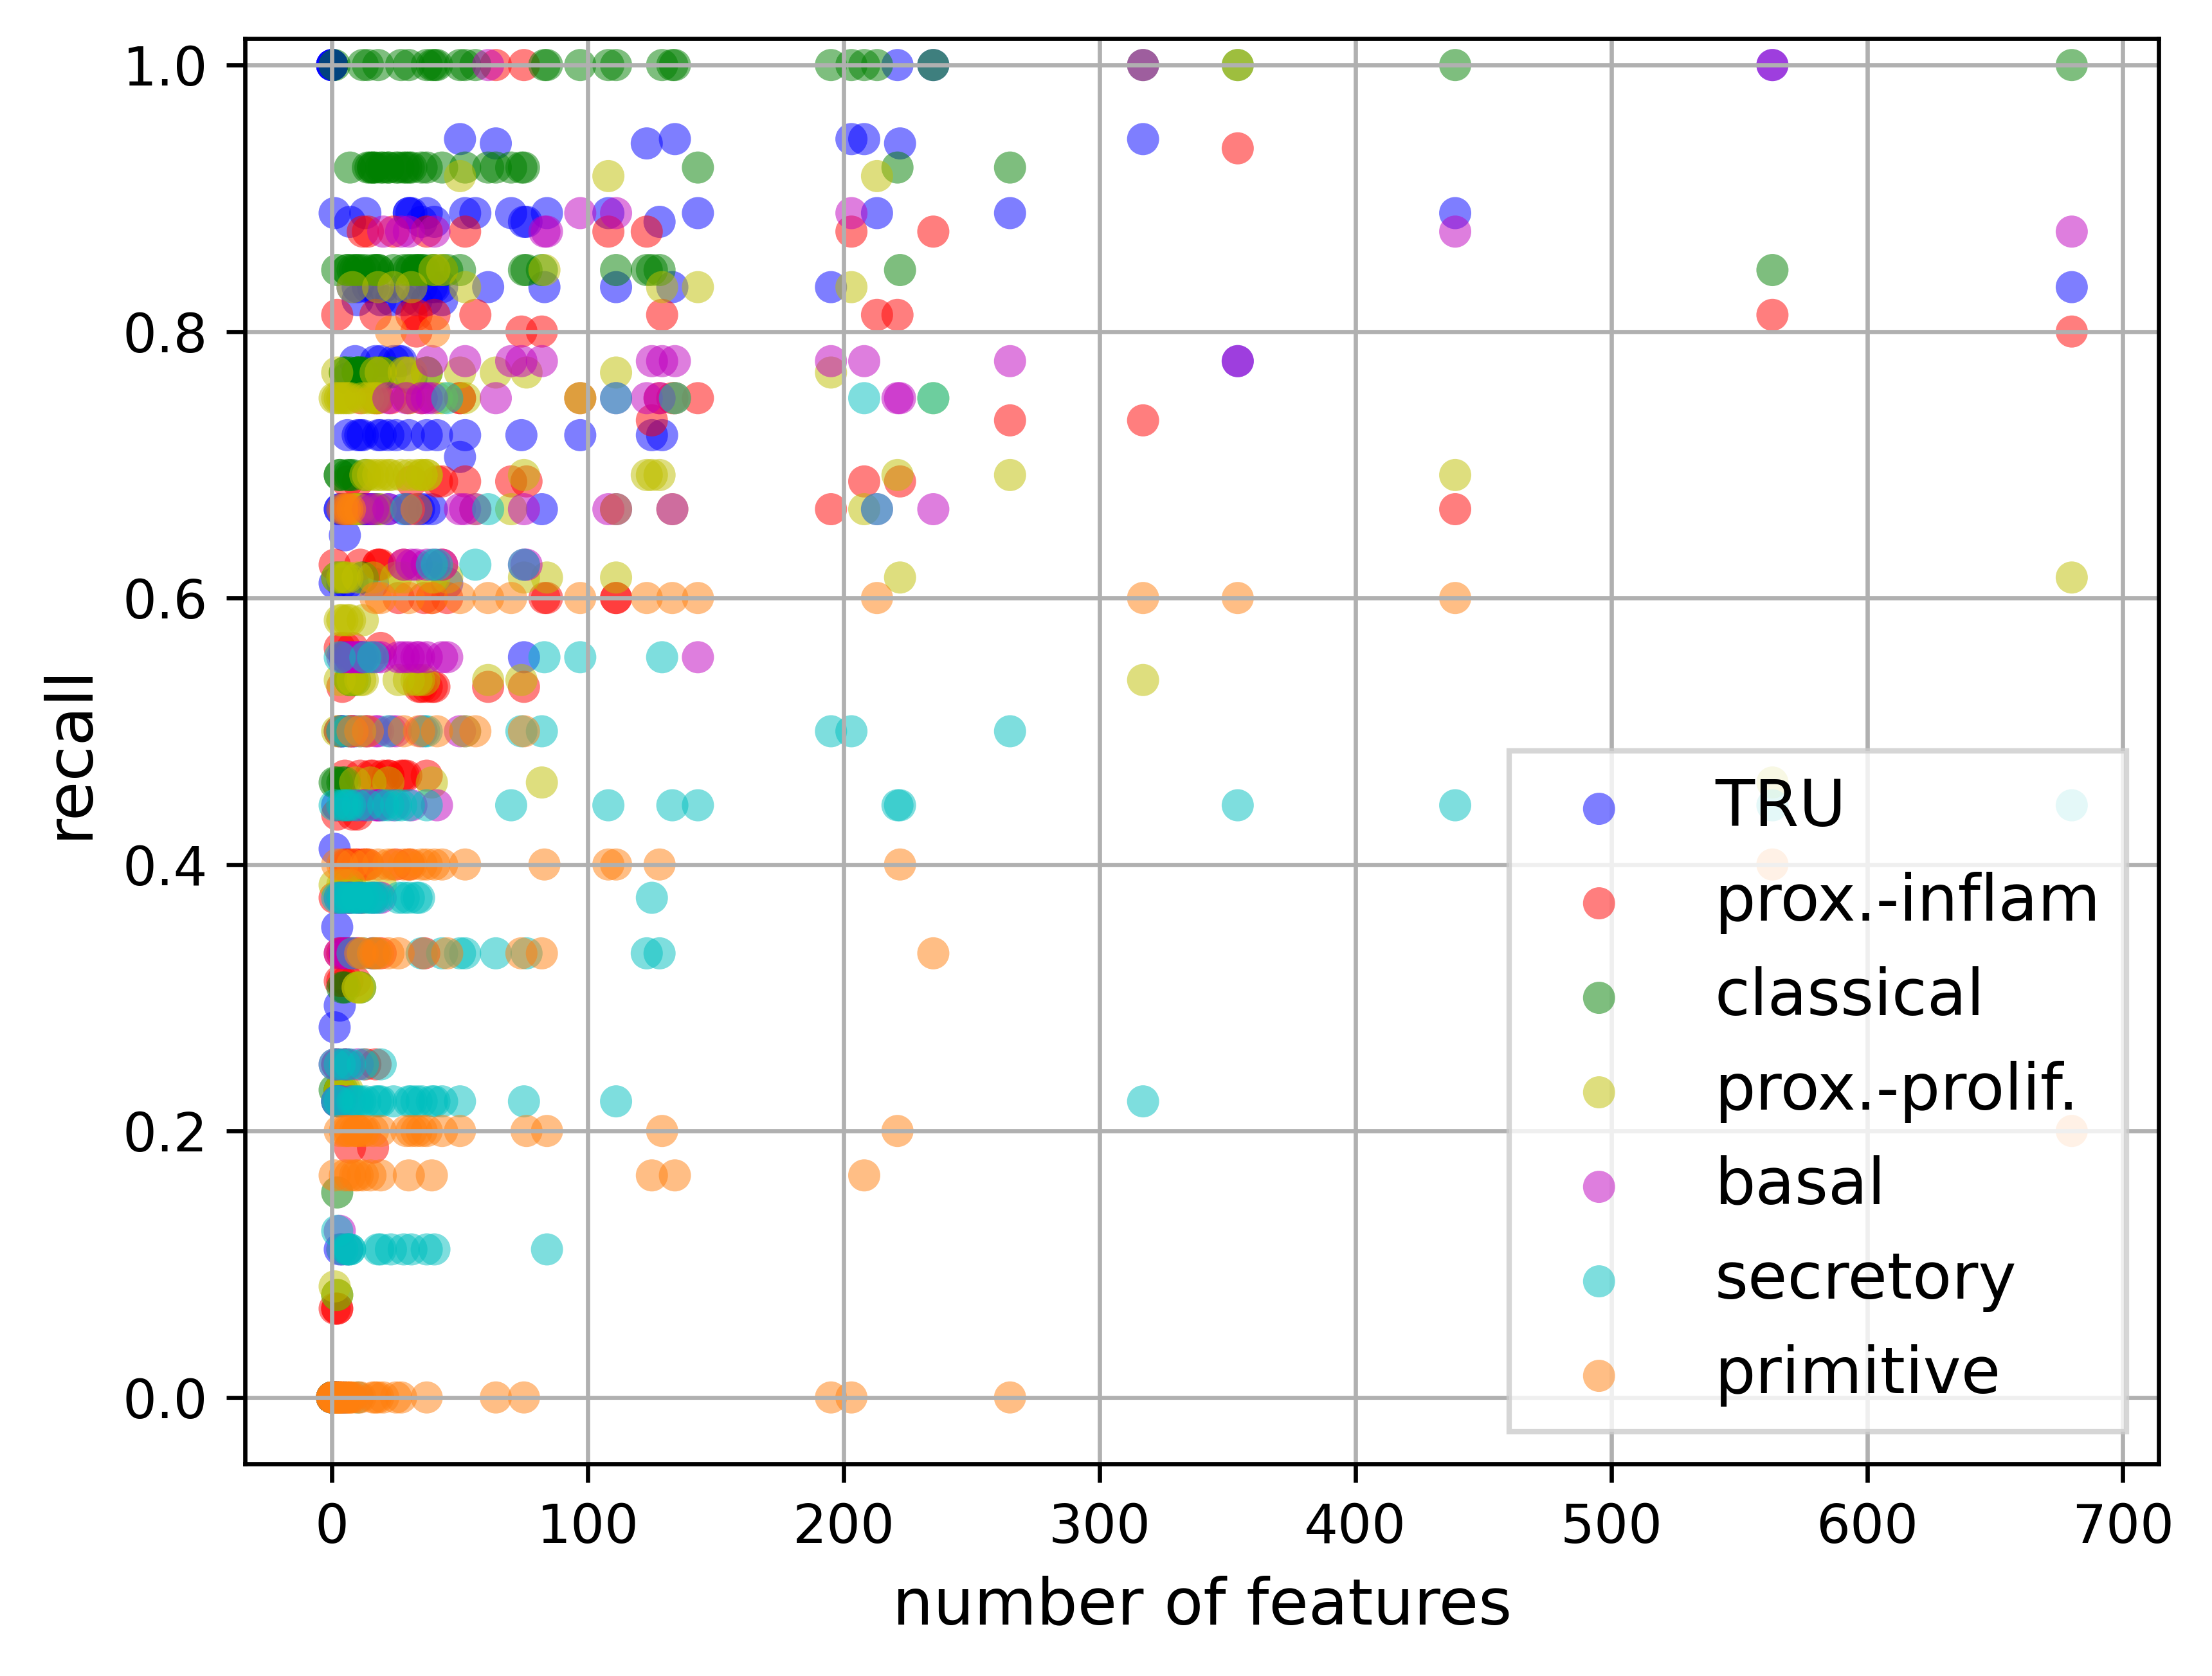 1.0
0.8
0.6
0.4
0.2
0.0
recall
TRU
prox.-inflam
classical
prox.-prolif.
basal
secretory
primitive
0 100 200 300 400 500 600 700
number of features